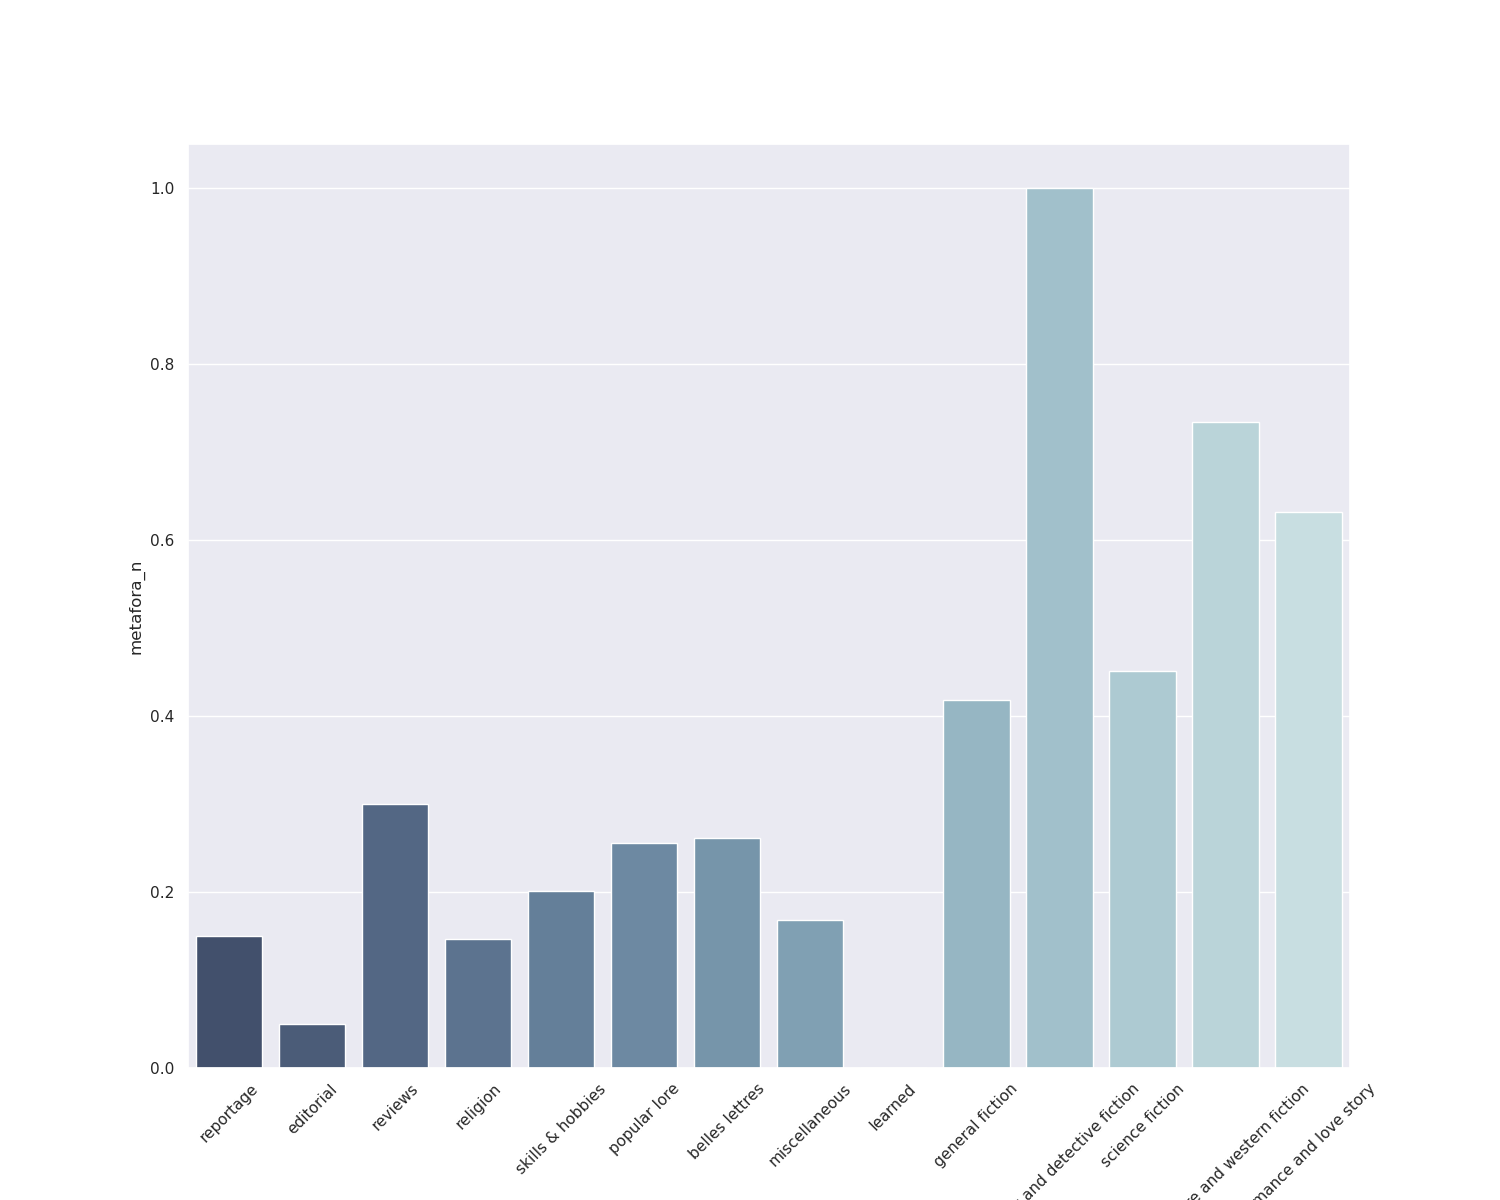 1.0
0.8
0.6
0.4
0.2
0.0
metafora_n
reportage
editorial
reviews
religion
skills & hobbies
popular lore
belles lettres
miscellaneous
learned
general fiction
and detective fiction
science fiction
and western fiction
and love story